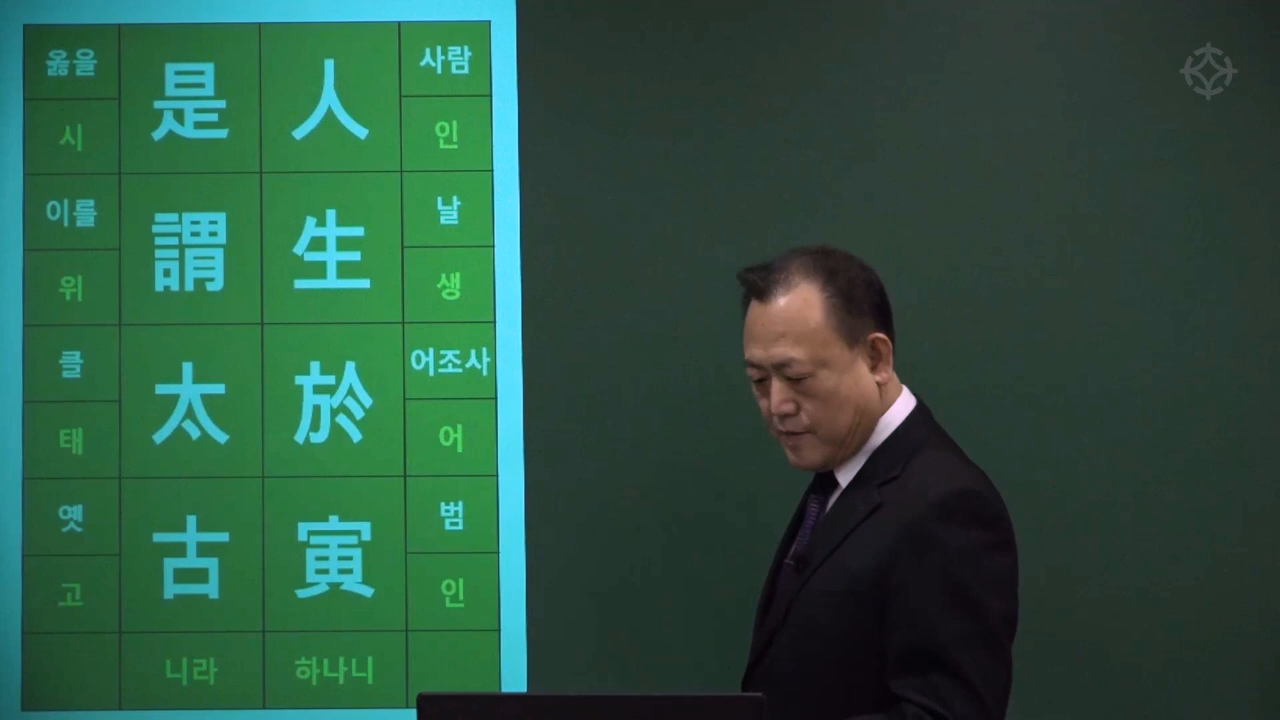 옳을 是 人 사람
시 인
이를 謂 生 날
위 생
클 太 於 어조사
태 어
옛 古 寅 범
고 인
니라 하나니